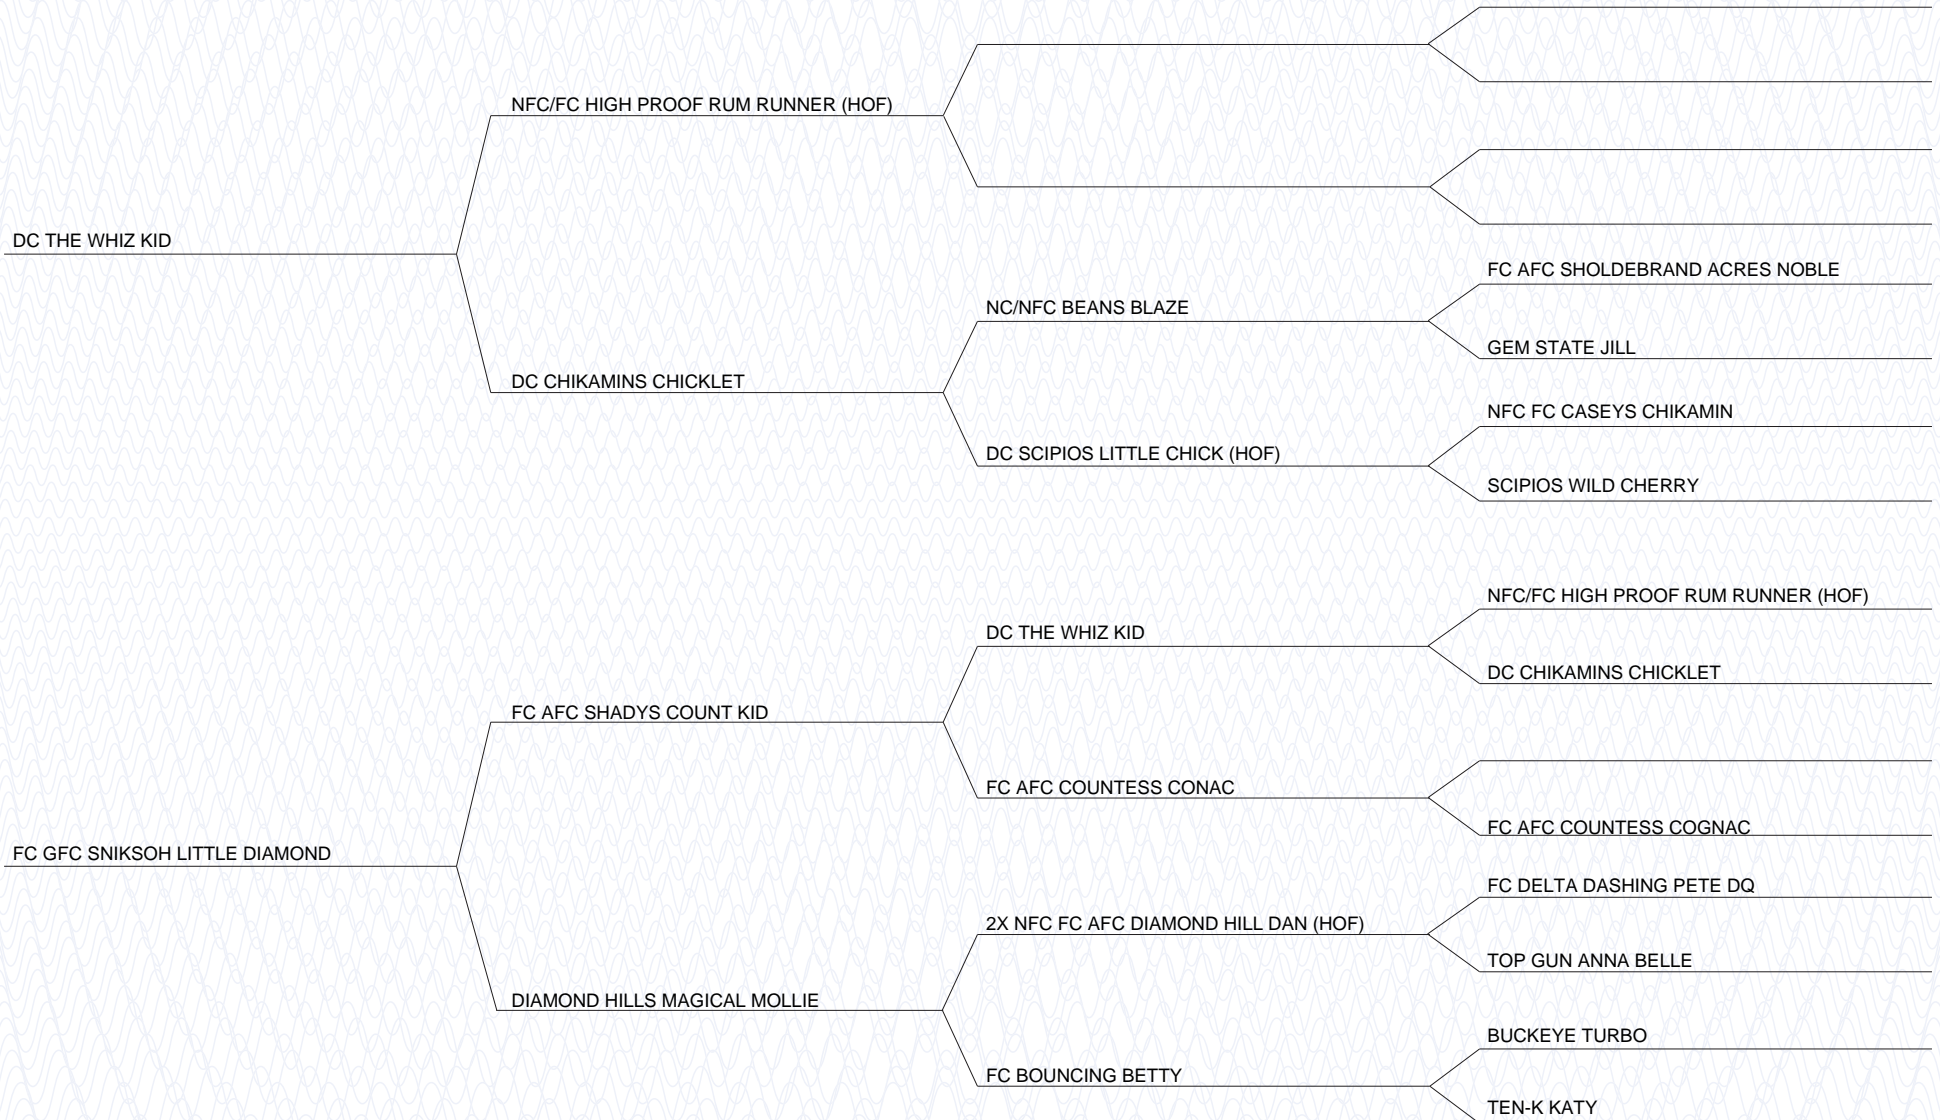 NFC/FC HIGH PROOF RUM RUNNER (HOF)
DC THE WHIZ KID
FC AFC SHOLDEBRAND ACRES NOBLE
NC/NFC BEANS BLAZE
GEM STATE JILL
DC CHIKAMINS CHICKLET
NFC FC CASEYS CHIKAMIN
DC SCIPIOS LITTLE CHICK (HOF)
SCIPIOS WILD CHERRY
NFC/FC HIGH PROOF RUM RUNNER (HOF)
DC THE WHIZ KID
DC CHIKAMINS CHICKLET
FC AFC SHADYS COUNT KID
FC AFC COUNTESS CONAC
FC AFC COUNTESS COGNAC
FC GFC SNIKSOH LITTLE DIAMOND
FC DELTA DASHING PETE DQ
2X NFC FC AFC DIAMOND HILL DAN (HOF)
TOP GUN ANNA BELLE
DIAMOND HILLS MAGICAL MOLLIE
BUCKEYE TURBO
FC BOUNCING BETTY
TEN-K KATY